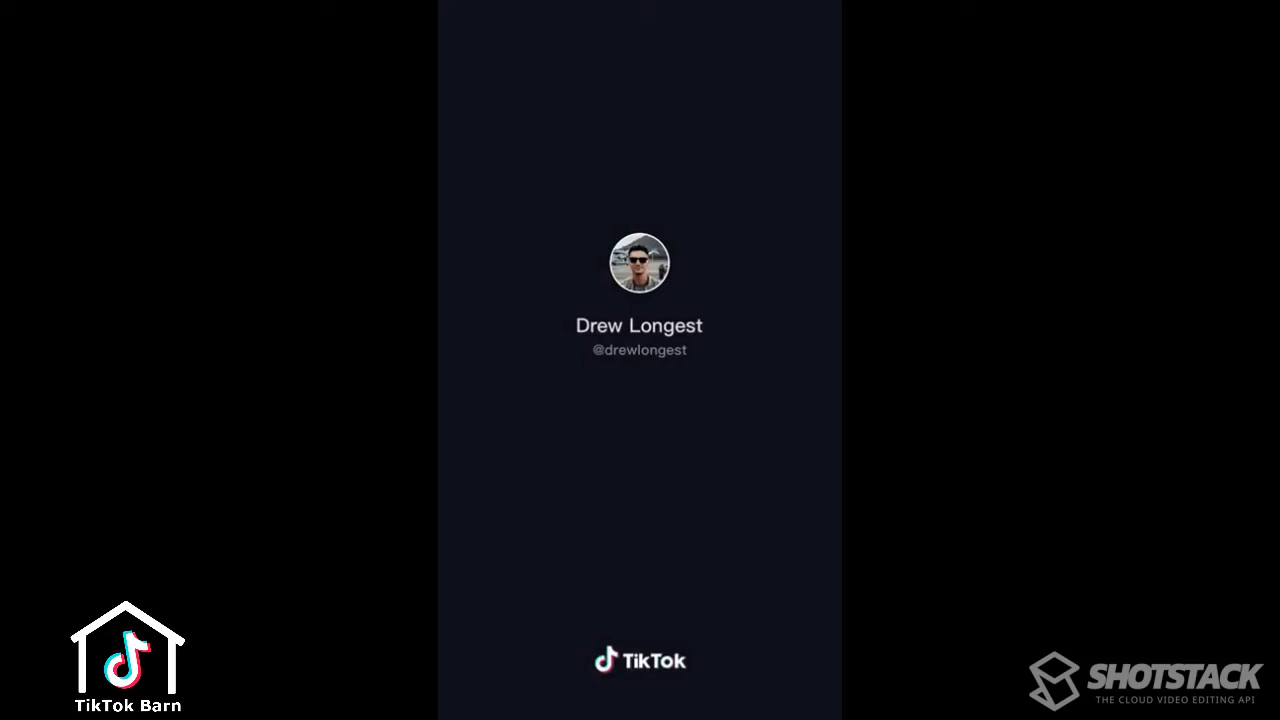 Drew Longest
@drewlongest
TikTok
TikTok Barn
SHOTSTACK
THE CLOUD VIDEO EDITING API